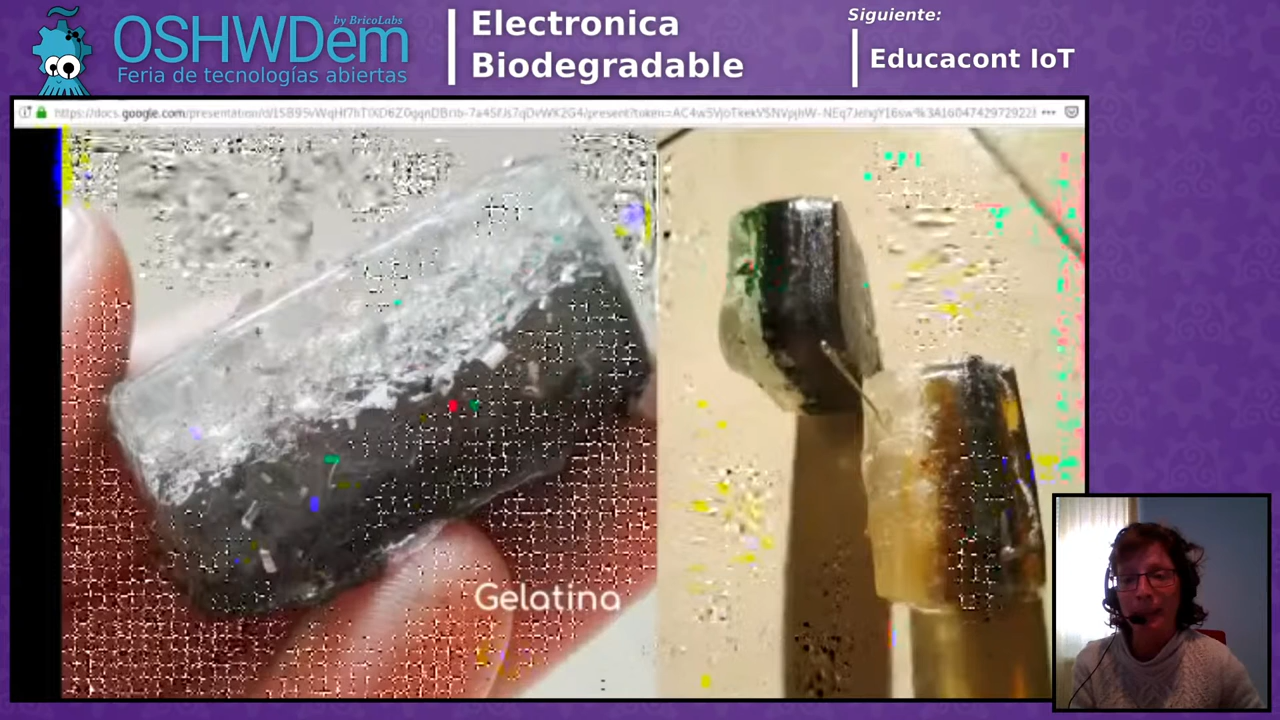 by BricoLabs
OSHWDem
Feria de tecnologías abiertas
Electronica
Biodegradable
Siguiente:
Educacont IoT
Gelatina